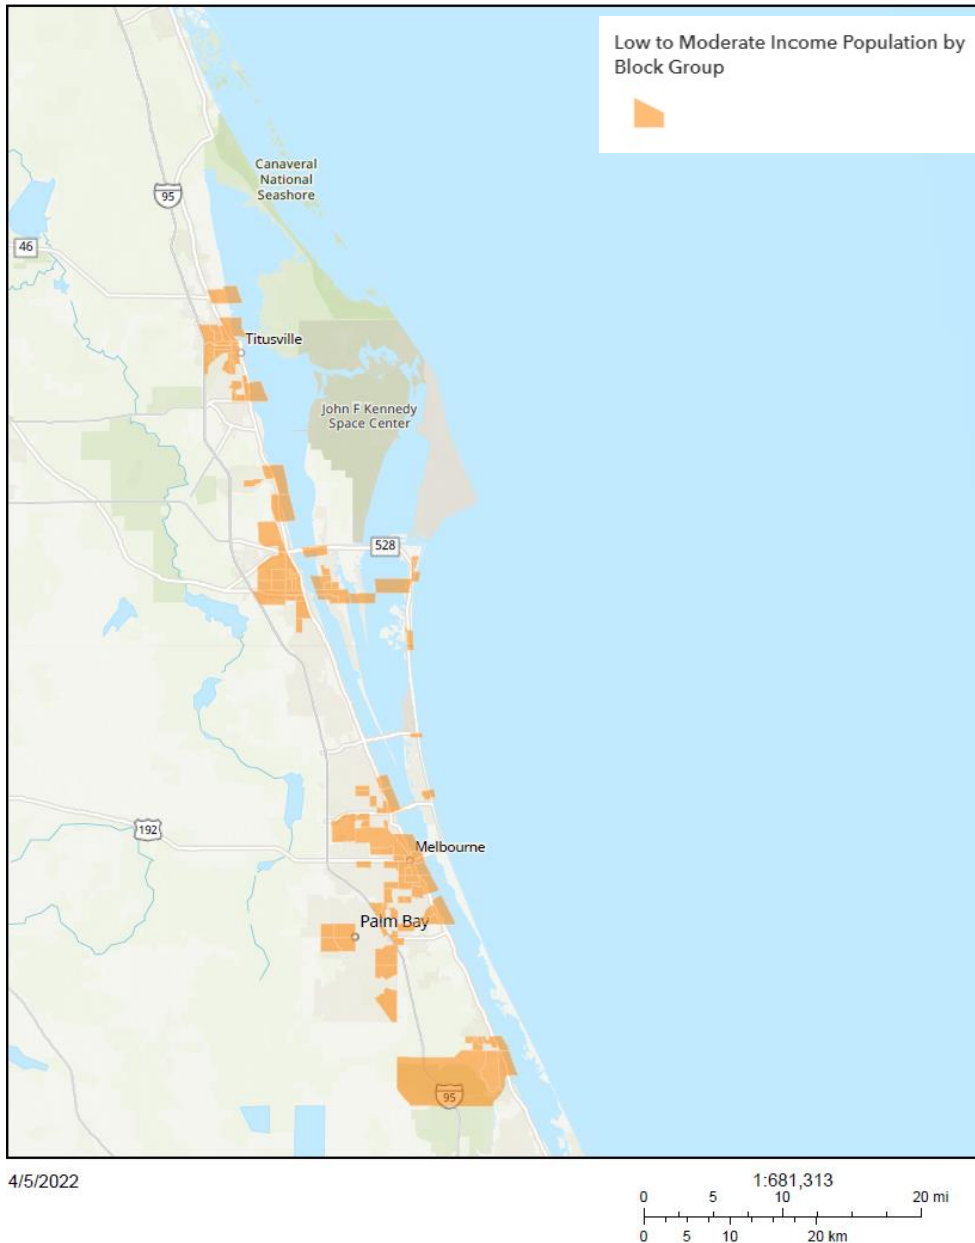 Low to Moderate Income Population by
Block Group
Canaveral
National
Seashore
95
46
Titusville
John F Kennedy
Space Center
528
192
Melbourne
Palm Bay
95
4/5/2022
1:681,313
0 5 10 20 mi
0 5 10 20 km